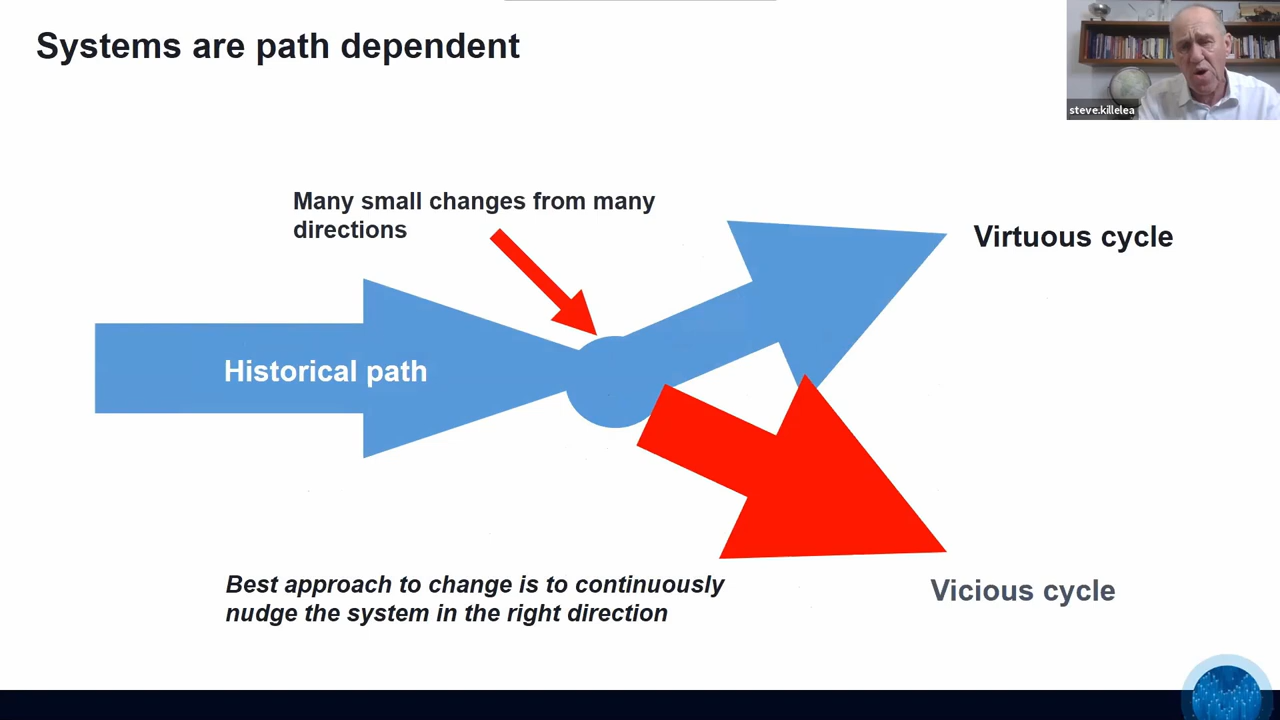 Systems are path dependent
steve.killelea
Many small changes from many
directions
Virtuous cycle
Historical path
Best approach to change is to continuously
nudge the system in the right direction
Vicious cycle